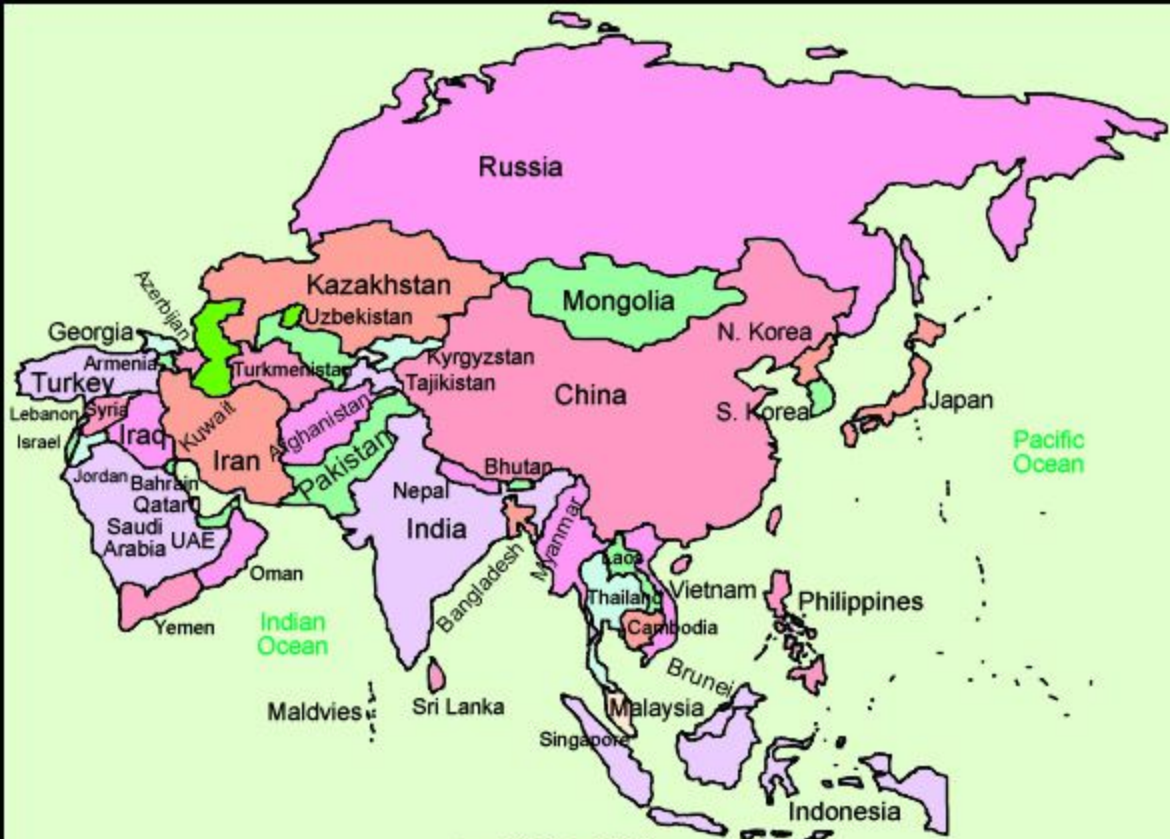 Russia
Kazakhstan
Mongolia
Azerbijan
Uzbekistan
Georgia
N. Korea
Armenia
Kyrgyzstan
Turkmenistan
Tajikistan
Turkey
China
Japan
Lebanon
Syria
S. Korea
Kuwait
Afghanistan
Israel
Iraq
Pacific
Ocean
Iran
Pakistan
Bhutan
Jordan
Bahrain
Nepal
Qatar
Saudi
Arabia
UAE
India
Myanmar
Laos
Oman
Bangladesh
Thailand
Vietnam
Philippines
Yemen
Indian
Ocean
Cambodia
Brunei
Maldvies
Sri Lanka
Malaysia
Singapore
Indonesia